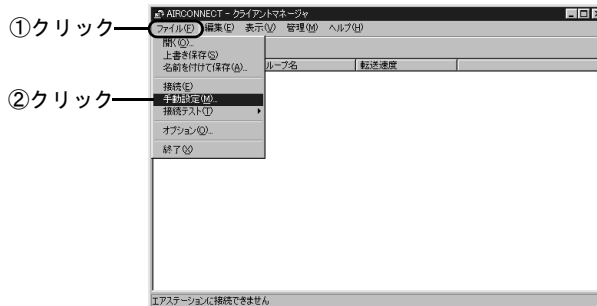 AIRCONNECT - クライアントマネージャ
①クリック
ファイル(F) 編集(E) 表示(V) 管理(M) ヘルプ(H)
開く(O)...
上書き保存(S)
名前を付けて保存(A)...
ループ名 転送速度
接続(E)
②クリック
手動設定(M)...
接続テスト(T)
オプション(O)...
終了(X)
エアステーションに接続できません